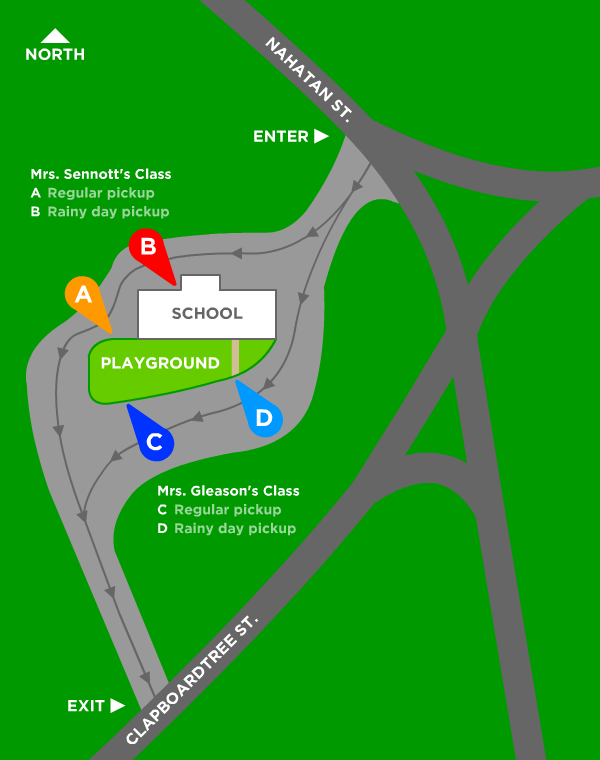 NORTH
NAHATAN ST.
ENTER
Mrs. Sennott's Class
A Regular pickup
B Rainy day pickup
B
A
SCHOOL
PLAYGROUND
D
C
Mrs. Gleason's Class
C Regular pickup
D Rainy day pickup
CLAPBOARDTREE ST.
EXIT